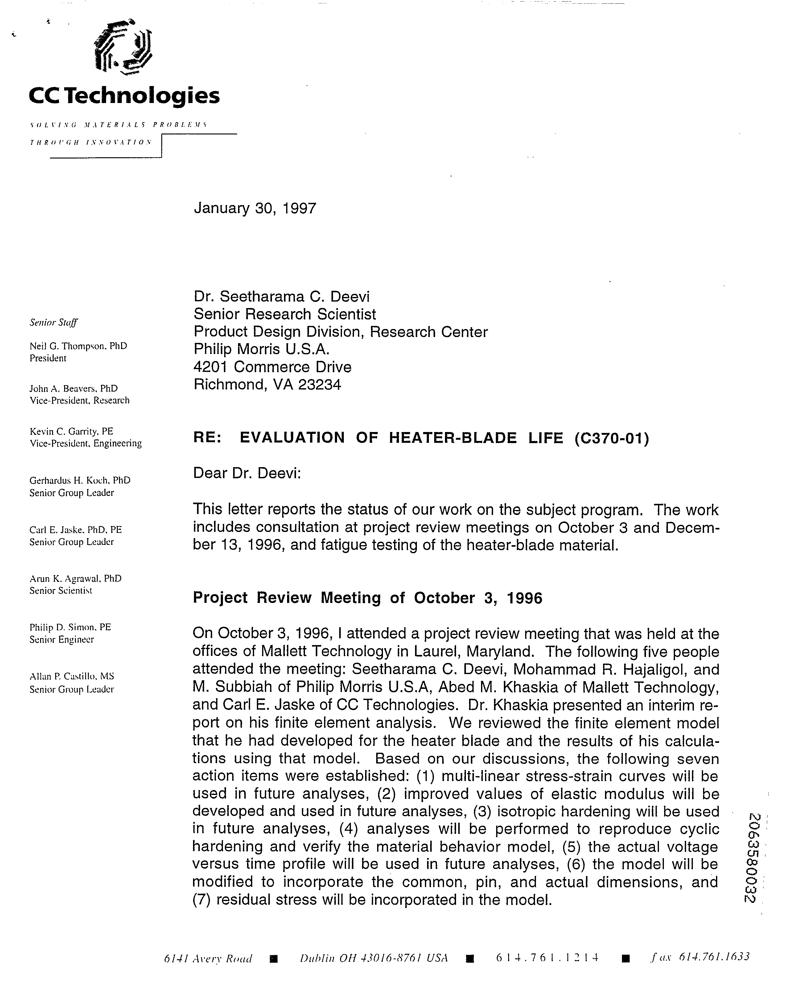 CC Technologies
SOLVING MATERIALS PROBLEMS
THROUGH INNOVATION
January 30, 1997
Dr. Seetharama C. Deevi
Senior Research Scientist
Product Design Division, Research Center
Philip Morris U.S.A.
4201 Commerce Drive
Richmond, VA 23234
Senior Staff
Neil G. Thompson, PhD
President
John A. Beavers, PhD
Vice-President, Research
Kevin C. Garrity, PE
Vice-President, Engineering
Gerhardus H. Koch, PhD
Senior Group Leader
Carl E. Jaske, PhD, PE
Senior Group Leader
Arun K. Agrawal, PhD
Senior Scientist
Philip D. Simon, PE
Senior Engineer
Allan P. Castillo, MS
Senior Group Leader
RE: EVALUATION OF HEATER-BLADE LIFE (C370-01)
Dear Dr. Deevi:
This letter reports the status of our work on the subject program. The work
includes consultation at project review meetings on October 3 and Decem-
ber 13, 1996, and fatigue testing of the heater-blade material.
Project Review Meeting of October 3, 1996
On October 3, 1996, I attended a project review meeting that was held at the
offices of Mallett Technology in Laurel, Maryland. The following five people
attended the meeting: Seetharama C. Deevi, Mohammad R. Hajaligol, and
M. Subbiah of Philip Morris U.S.A, Abed M. Khaskia of Mallett Technology,
and Carl E. Jaske of CC Technologies. Dr. Khaskia presented an interim re-
port on his finite element analysis. We reviewed the finite element model
that he had developed for the heater blade and the results of his calcula-
tions using that model. Based on our discussions, the following seven
action items were established: (1) multi-linear stress-strain curves will be
used in future analyses, (2) improved values of elastic modulus will be
developed and used in future analyses, (3) isotropic hardening will be used
in future analyses, (4) analyses will be performed to reproduce cyclic
hardening and verify the material behavior model, (5) the actual voltage
versus time profile will be used in future analyses, (6) the model will be
modified to incorporate the common, pin, and actual dimensions, and
(7) residual stress will be incorporated in the model.
2063580032
6141 Avery Road ■ Dublin OH 43016-8761 USA ■ 614.761.1214 ■ fax 614.761.1633